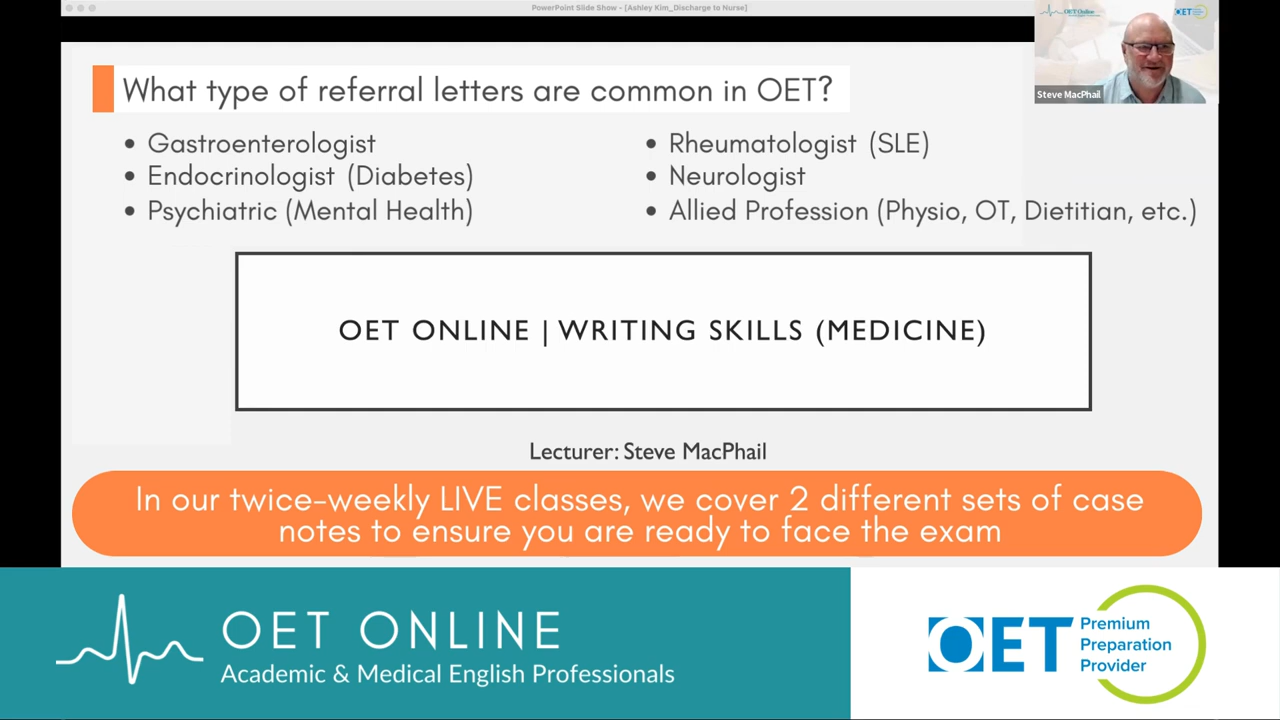 PowerPoint Slide Show - [Ashley Kim_Discharge to Nurse]
OET Online
OET
Steve MacPhail
What type of referral letters are common in OET?
• Gastroenterologist
• Endocrinologist (Diabetes)
• Psychiatric (Mental Health)
• Rheumatologist (SLE)
• Neurologist
• Allied Profession (Physio, OT, Dietitian, etc.)
OET ONLINE | WRITING SKILLS (MEDICINE)
Lecturer: Steve MacPhail
In our twice-weekly LIVE classes, we cover 2 different sets of case
notes to ensure you are ready to face the exam
OET ONLINE
Academic & Medical English Professionals
OET
Premium
Preparation
Provider